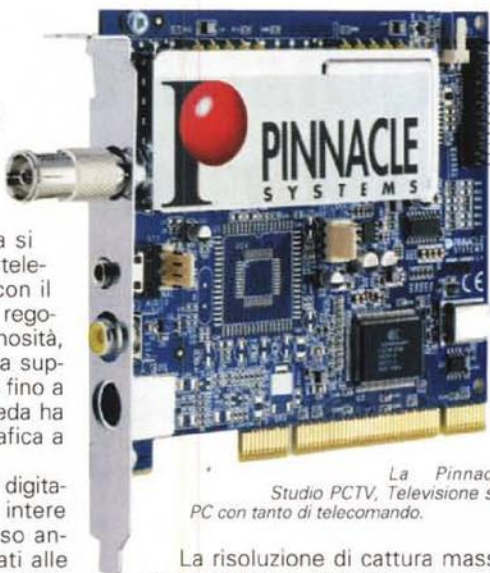 PINNACLE
SYSTEMS
a si
tele-
con il
rego-
nosità,
a sup-
fino a
eda ha
afica a
digita-
intere
so an-
ati alle
La Pinnac
Studio PCTV, Televisione s
PC con tanto di telecomando.
La risoluzione di cattura mass